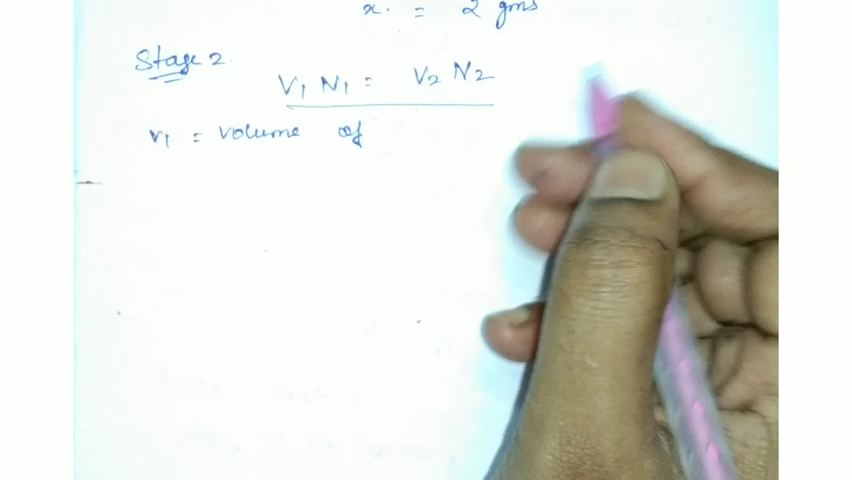 x. = 2 gms
Stage 2.
V1 N1 = V2 N2
V1 = Volume of